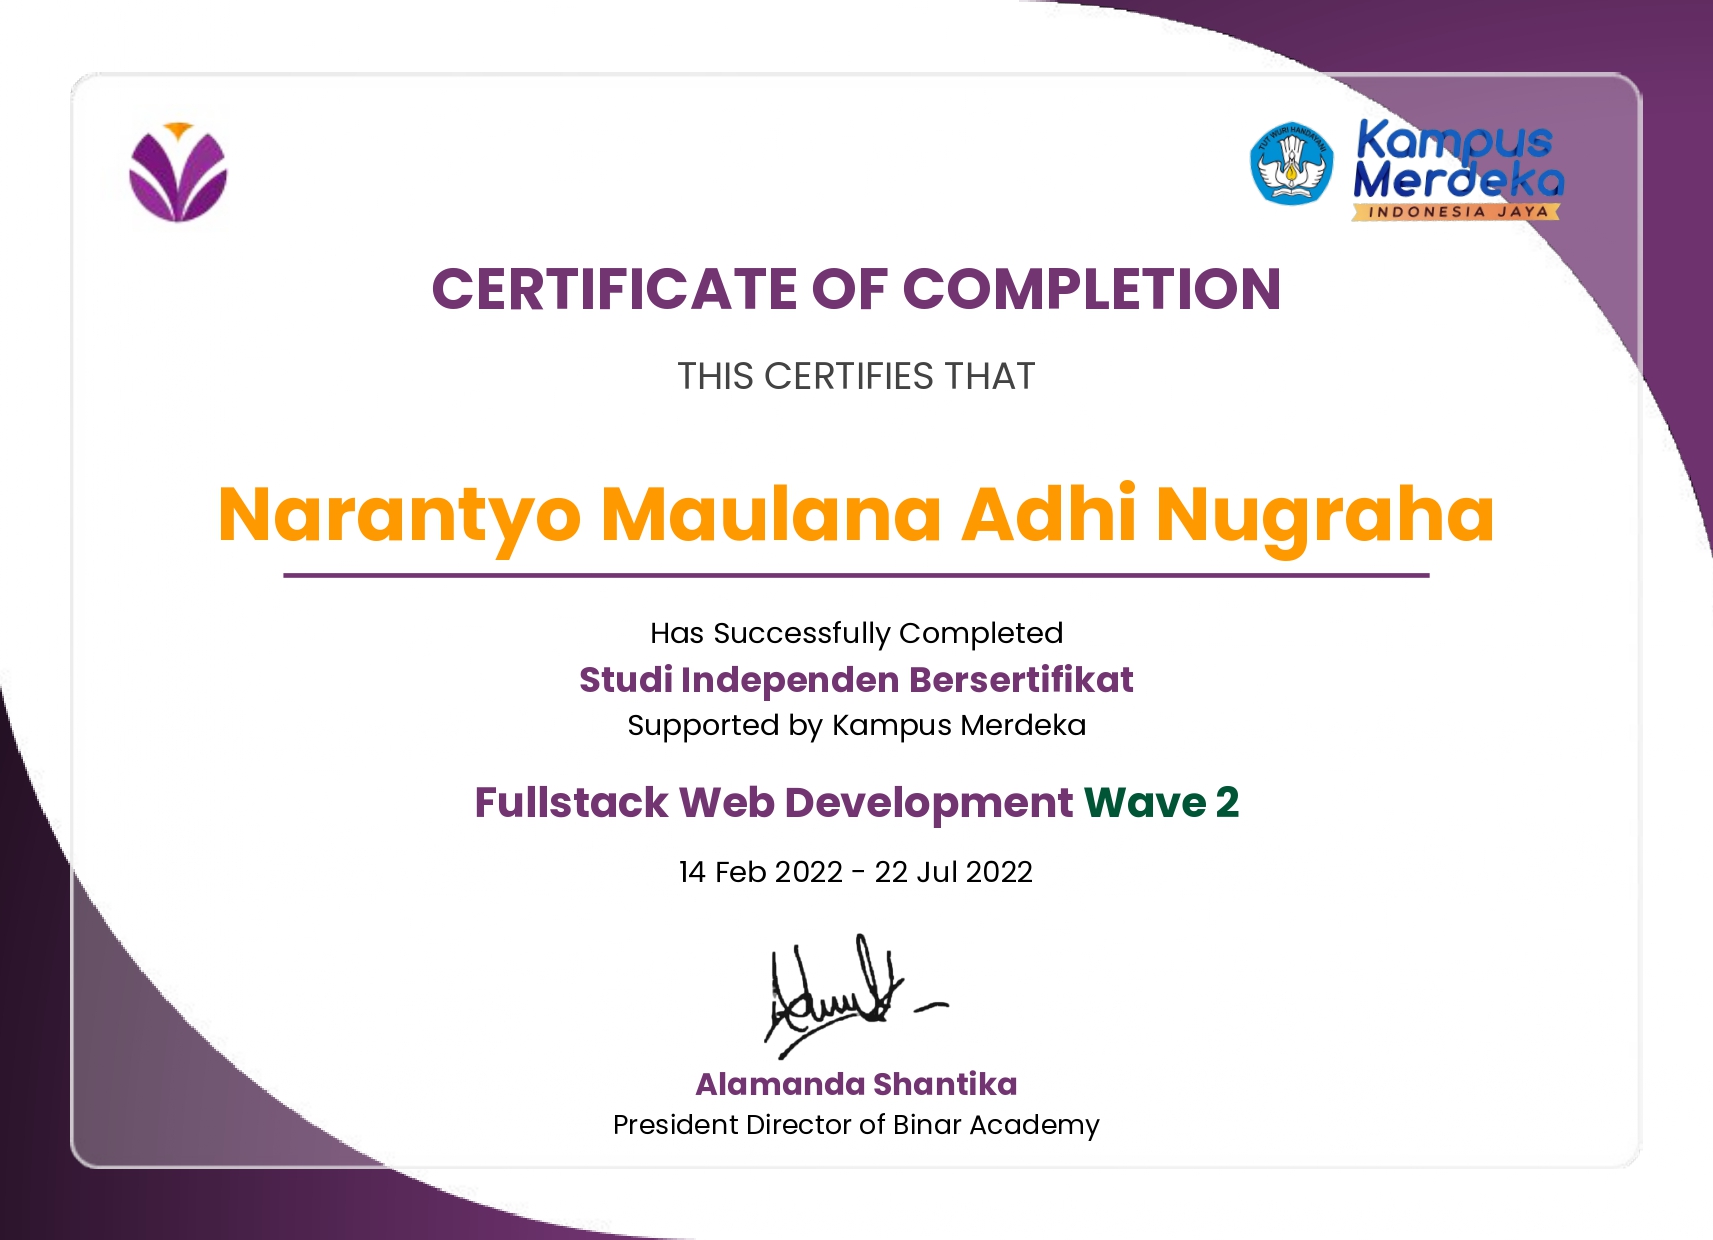 TUT WURI HANDAYANI
Kampus
Merdeka
INDONESIA JAYA
CERTIFICATE OF COMPLETION
THIS CERTIFIES THAT
Narantyo Maulana Adhi Nugraha
Has Successfully Completed
Studi Independen Bersertifikat
Supported by Kampus Merdeka
Fullstack Web Development Wave 2
14 Feb 2022 - 22 Jul 2022
Alamanda Shantika
President Director of Binar Academy